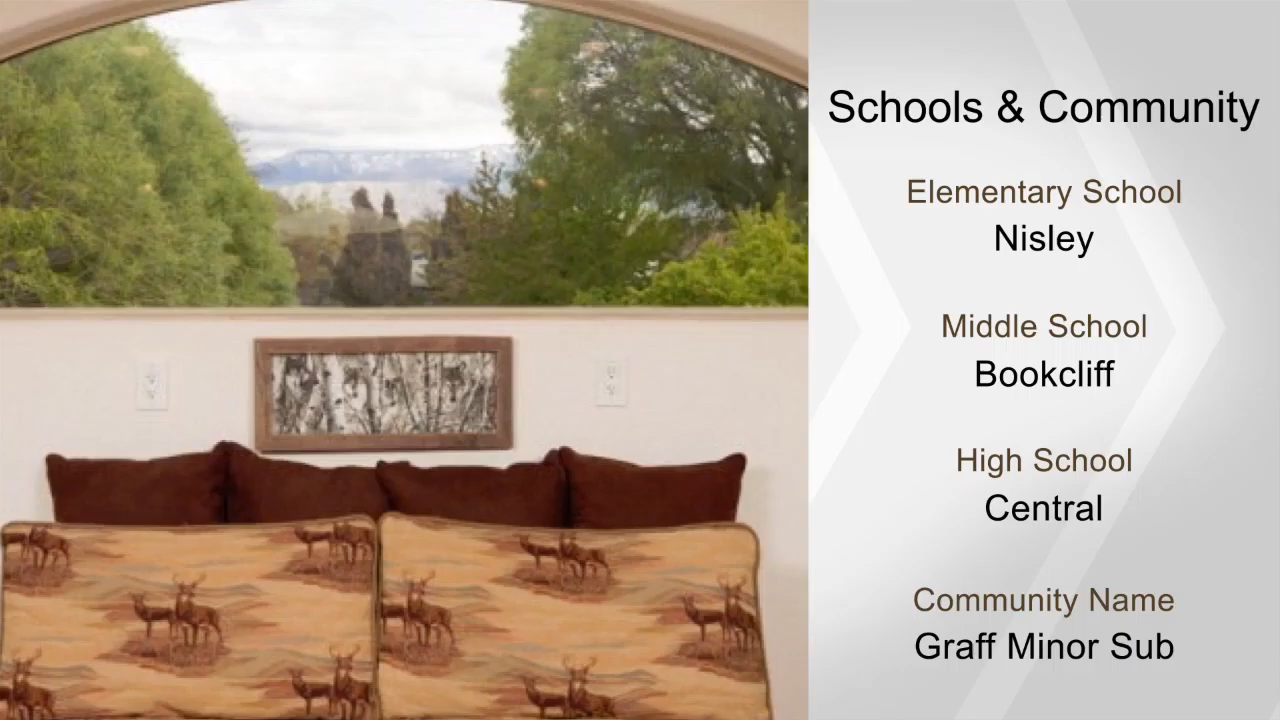 Schools & Community
Elementary School
Nisley
Middle School
Bookcliff
High School
Central
Community Name
Graff Minor Sub